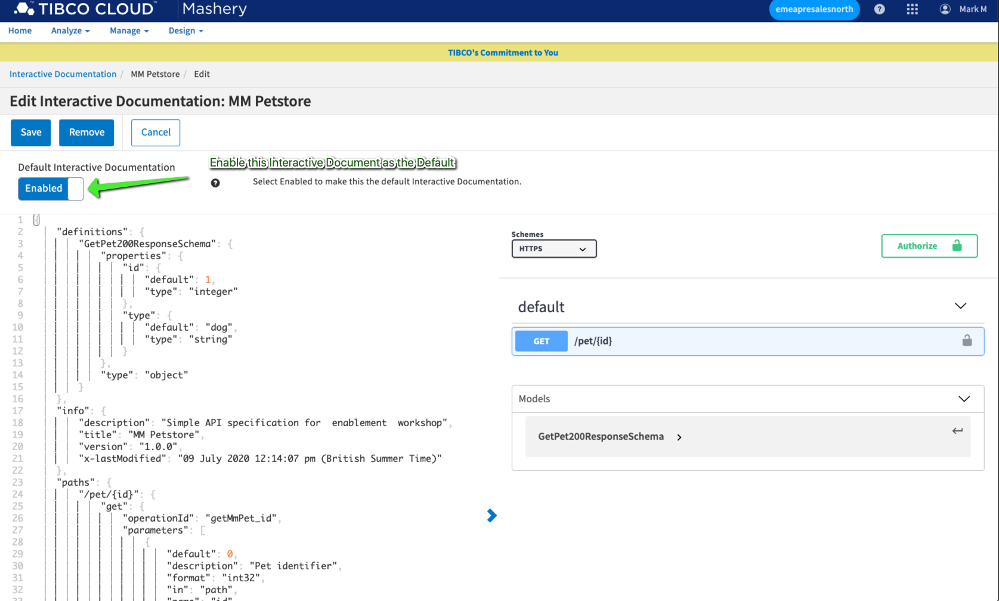 TIBCO CLOUD™ Mashery emeapresalesnorth ? Mark M
Home Analyze Manage Design
TIBCO's Commitment to You
Interactive Documentation / MM Petstore / Edit
Edit Interactive Documentation: MM Petstore
Save Remove Cancel
Default Interactive Documentation
Enable this Interactive Document as the Default
Enabled
? Select Enabled to make this the default Interactive Documentation.
1 {
2 "definitions": {
3 "GetPet200ResponseSchema": {
4 "properties": {
5 "id": {
6 "default": 1,
7 "type": "integer"
8 },
9 "type": {
10 "default": "dog",
11 "type": "string"
12 }
13 },
14 "type": "object"
15 }
16 },
17 "info": {
18 "description": "Simple API specification for  enablement  workshop",
19 "title": "MM Petstore",
20 "version": "1.0.0",
21 "x-lastModified": "09 July 2020 12:14:07 pm (British Summer Time)"
22 },
23 "paths": {
24 "/pet/{id}": {
25 "get": {
26 "operationId": "getMmPet_id",
27 "parameters": [
28 {
29 "default": 0,
30 "description": "Pet identifier",
31 "format": "int32",
32 "in": "path",
33 "name": "id",
Schemes
HTTPS
Authorize
default
GET /pet/{id}
Models
GetPet200ResponseSchema